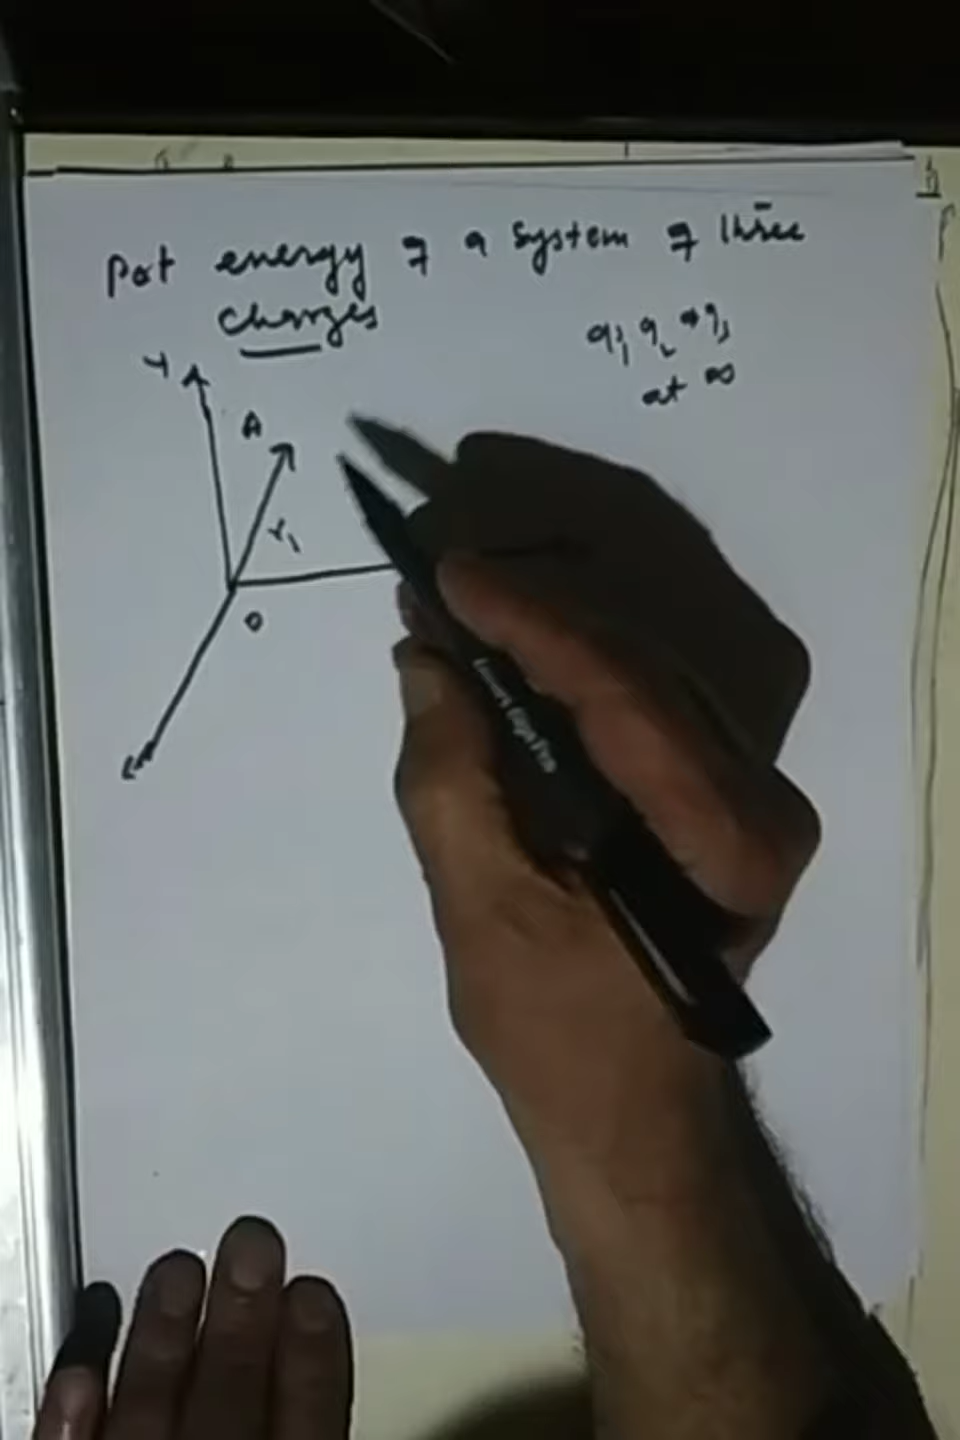 Pot energy of a system of three
charges
q1 q2 & q3
at ∞
Y
A
r1
O